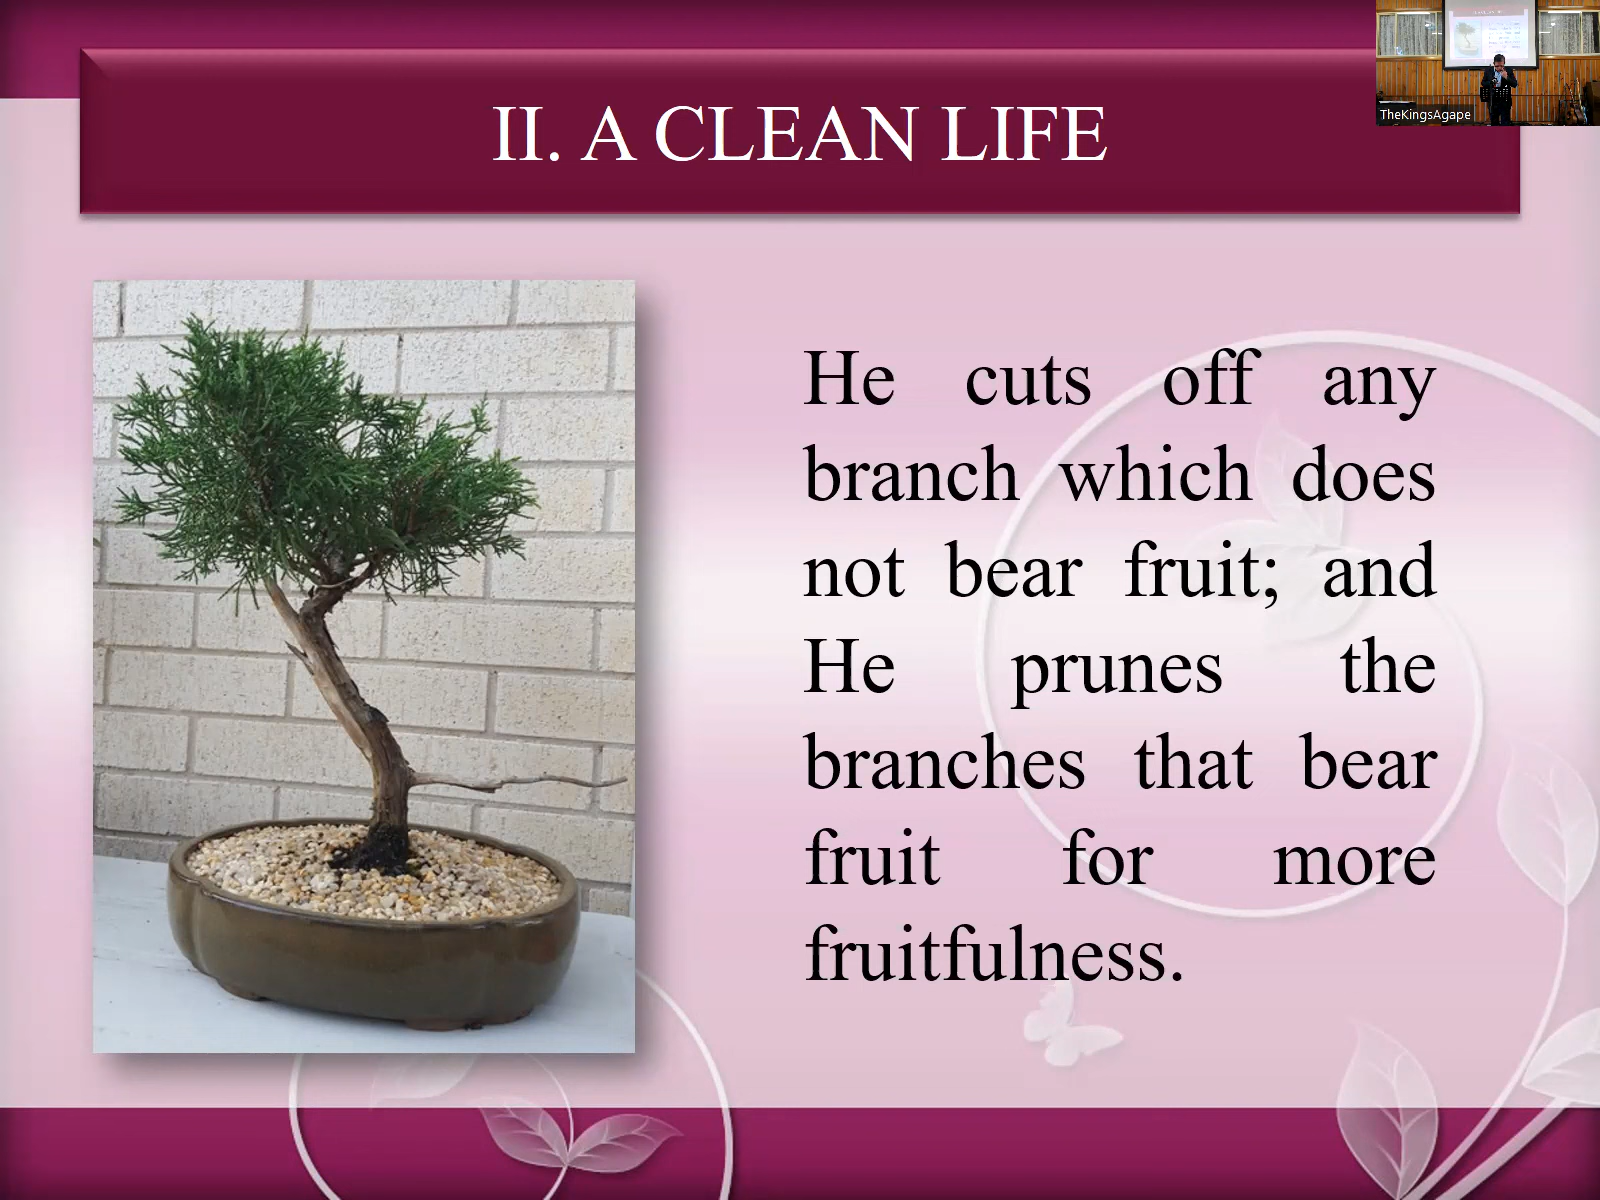 II. A CLEAN LIFE
TheKingsAgape
He cuts off any
branch which does
not bear fruit; and
He prunes the
branches that bear
fruit for more
fruitfulness.